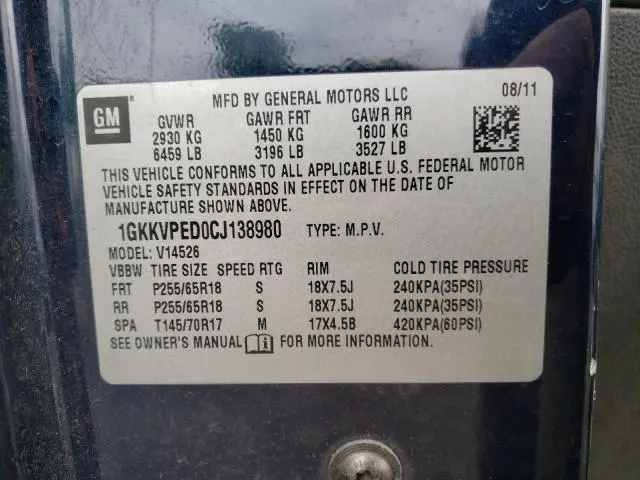 MFD BY GENERAL MOTORS LLC 08/11
GM ®
GVWR GAWR FRT GAWR RR
2930 KG 1450 KG 1600 KG
6459 LB 3196 LB 3527 LB
THIS VEHICLE CONFORMS TO ALL APPLICABLE U.S. FEDERAL MOTOR
VEHICLE SAFETY STANDARDS IN EFFECT ON THE DATE OF
MANUFACTURE SHOWN ABOVE.
1GKKVPED0CJ138980 TYPE: M.P.V.
MODEL: V14526
VBBW TIRE SIZE SPEED RTG RIM COLD TIRE PRESSURE
FRT P255/65R18 S 18X7.5J 240KPA(35PSI)
RR P255/65R18 S 18X7.5J 240KPA(35PSI)
SPA T145/70R17 M 17X4.5B 420KPA(60PSI)
SEE OWNER'S MANUAL FOR MORE INFORMATION.